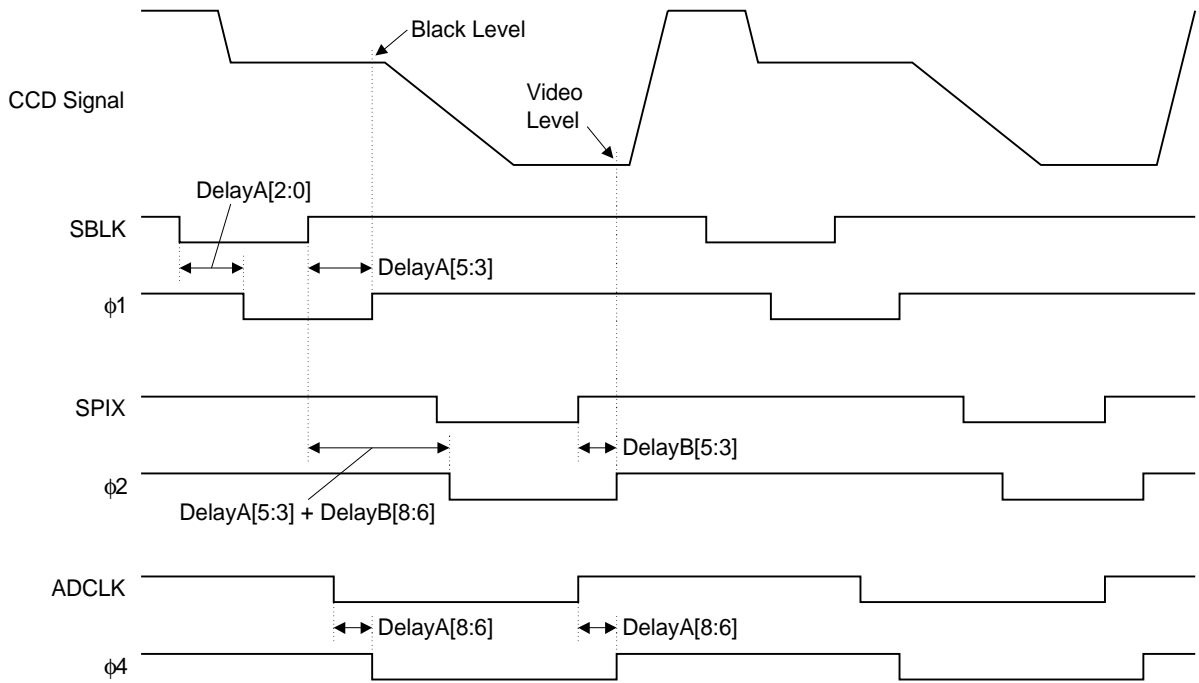 Black Level
CCD Signal
Video
Level
DelayA[2:0]
SBLK
DelayA[5:3]
ϕ1
SPIX
DelayB[5:3]
ϕ2
DelayA[5:3] + DelayB[8:6]
ADCLK
DelayA[8:6] DelayA[8:6]
ϕ4